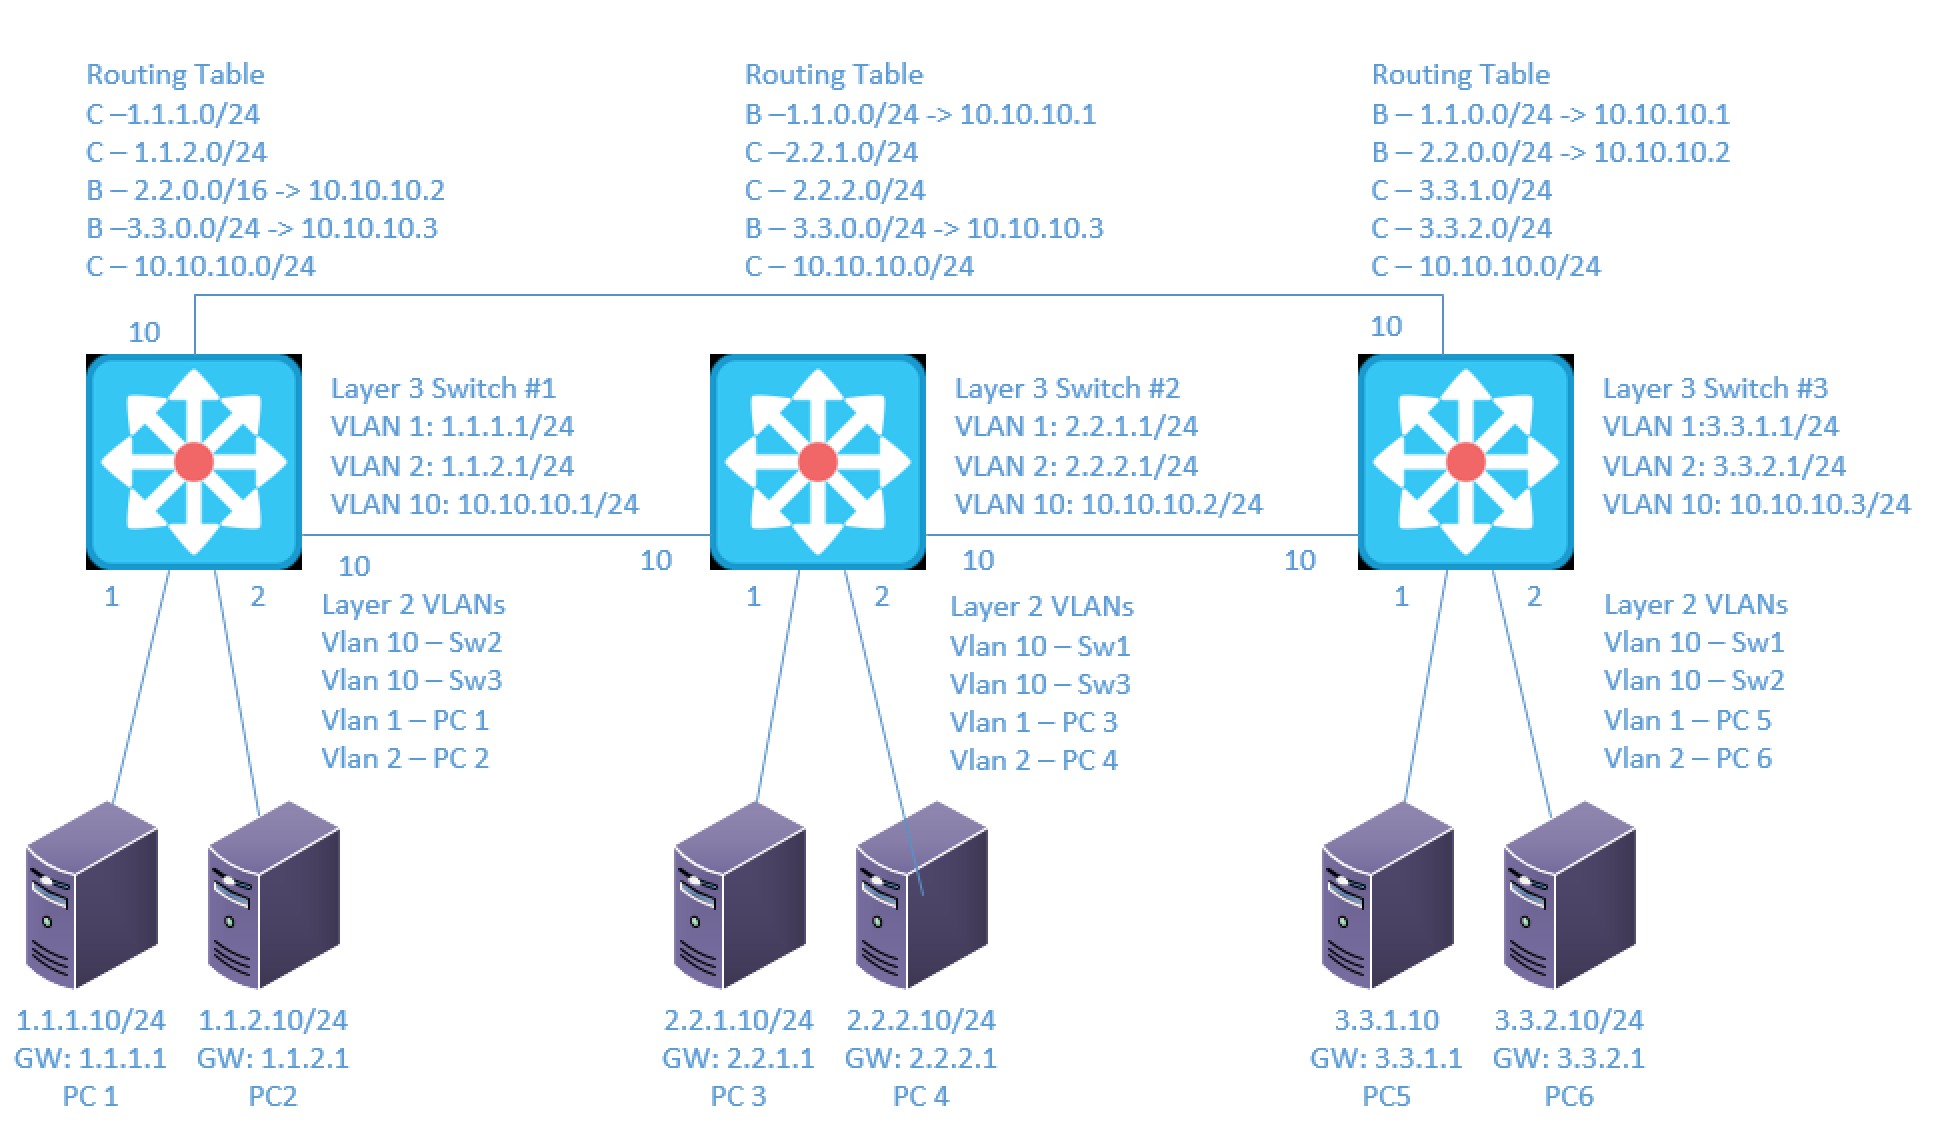 Routing Table
C –1.1.1.0/24
C – 1.1.2.0/24
B – 2.2.0.0/16 -> 10.10.10.2
B –3.3.0.0/24 -> 10.10.10.3
C – 10.10.10.0/24
Routing Table
B –1.1.0.0/24 -> 10.10.10.1
C –2.2.1.0/24
C – 2.2.2.0/24
B – 3.3.0.0/24 -> 10.10.10.3
C – 10.10.10.0/24
Routing Table
B – 1.1.0.0/24 -> 10.10.10.1
B – 2.2.0.0/24 -> 10.10.10.2
C – 3.3.1.0/24
C – 3.3.2.0/24
C – 10.10.10.0/24
10
10
Layer 3 Switch #1
VLAN 1: 1.1.1.1/24
VLAN 2: 1.1.2.1/24
VLAN 10: 10.10.10.1/24
Layer 3 Switch #2
VLAN 1: 2.2.1.1/24
VLAN 2: 2.2.2.1/24
VLAN 10: 10.10.10.2/24
Layer 3 Switch #3
VLAN 1:3.3.1.1/24
VLAN 2: 3.3.2.1/24
VLAN 10: 10.10.10.3/24
10
10
10
10
1
2
1
2
1
2
Layer 2 VLANs
Vlan 10 – Sw2
Vlan 10 – Sw3
Vlan 1 – PC 1
Vlan 2 – PC 2
Layer 2 VLANs
Vlan 10 – Sw1
Vlan 10 – Sw3
Vlan 1 – PC 3
Vlan 2 – PC 4
Layer 2 VLANs
Vlan 10 – Sw1
Vlan 10 – Sw2
Vlan 1 – PC 5
Vlan 2 – PC 6
1.1.1.10/24
GW: 1.1.1.1
PC 1
1.1.2.10/24
GW: 1.1.2.1
PC2
2.2.1.10/24
GW: 2.2.1.1
PC 3
2.2.2.10/24
GW: 2.2.2.1
PC 4
3.3.1.10
GW: 3.3.1.1
PC5
3.3.2.10/24
GW: 3.3.2.1
PC6